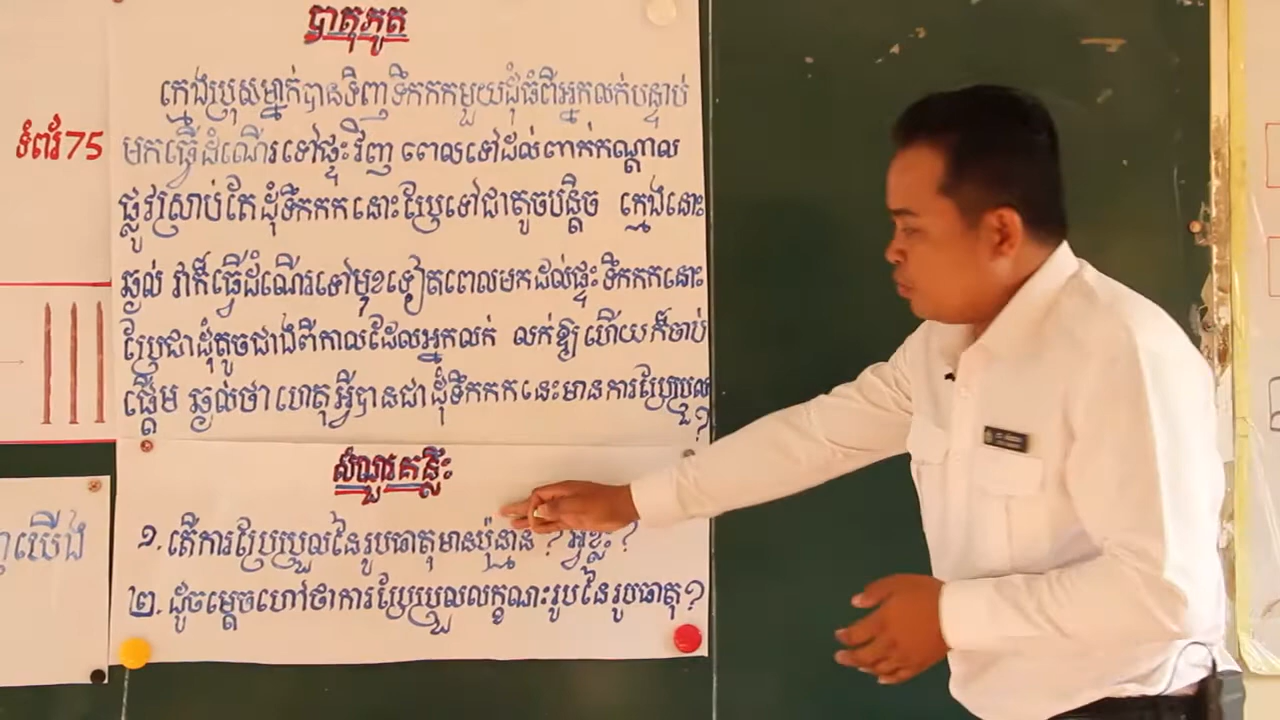 បាតុភូត
ក្មេងប្រុសម្នាក់បានទិញទឹកកកមួយដុំធំពីអ្នកលក់បន្ទាប់
ទំព័រ75
មកធ្វើដំណើរទៅផ្ទះវិញ ពេលទៅដល់ពាក់កណ្តាល
ផ្លូវស្រាប់តែដុំទឹកកកនោះប្រែទៅជាតូចបន្តិច ក្មេងនោះ
ឆ្ងល់ វាក៏ធ្វើដំណើរទៅមុខទៀតពេលមកដល់ផ្ទះទឹកកកនោះ
ប្រែជាដុំតូចជាងពីកាលដែលអ្នកលក់ លក់ឱ្យហើយក៏ចាប់
ផ្តើម ឆ្ងល់ថា ហេតុអ្វីបានជាដុំទឹកកកនេះមានការប្រែប្រួល
?
សំណួរគន្លឹះ
១. តើការប្រែប្រួលនៃរូបធាតុមានប៉ុន្មាន ? អ្វីខ្លះ ?
២. ដូចម្តេចហៅថាការប្រែប្រួលលក្ខណៈរូបនៃរូបធាតុ?
ឃើង